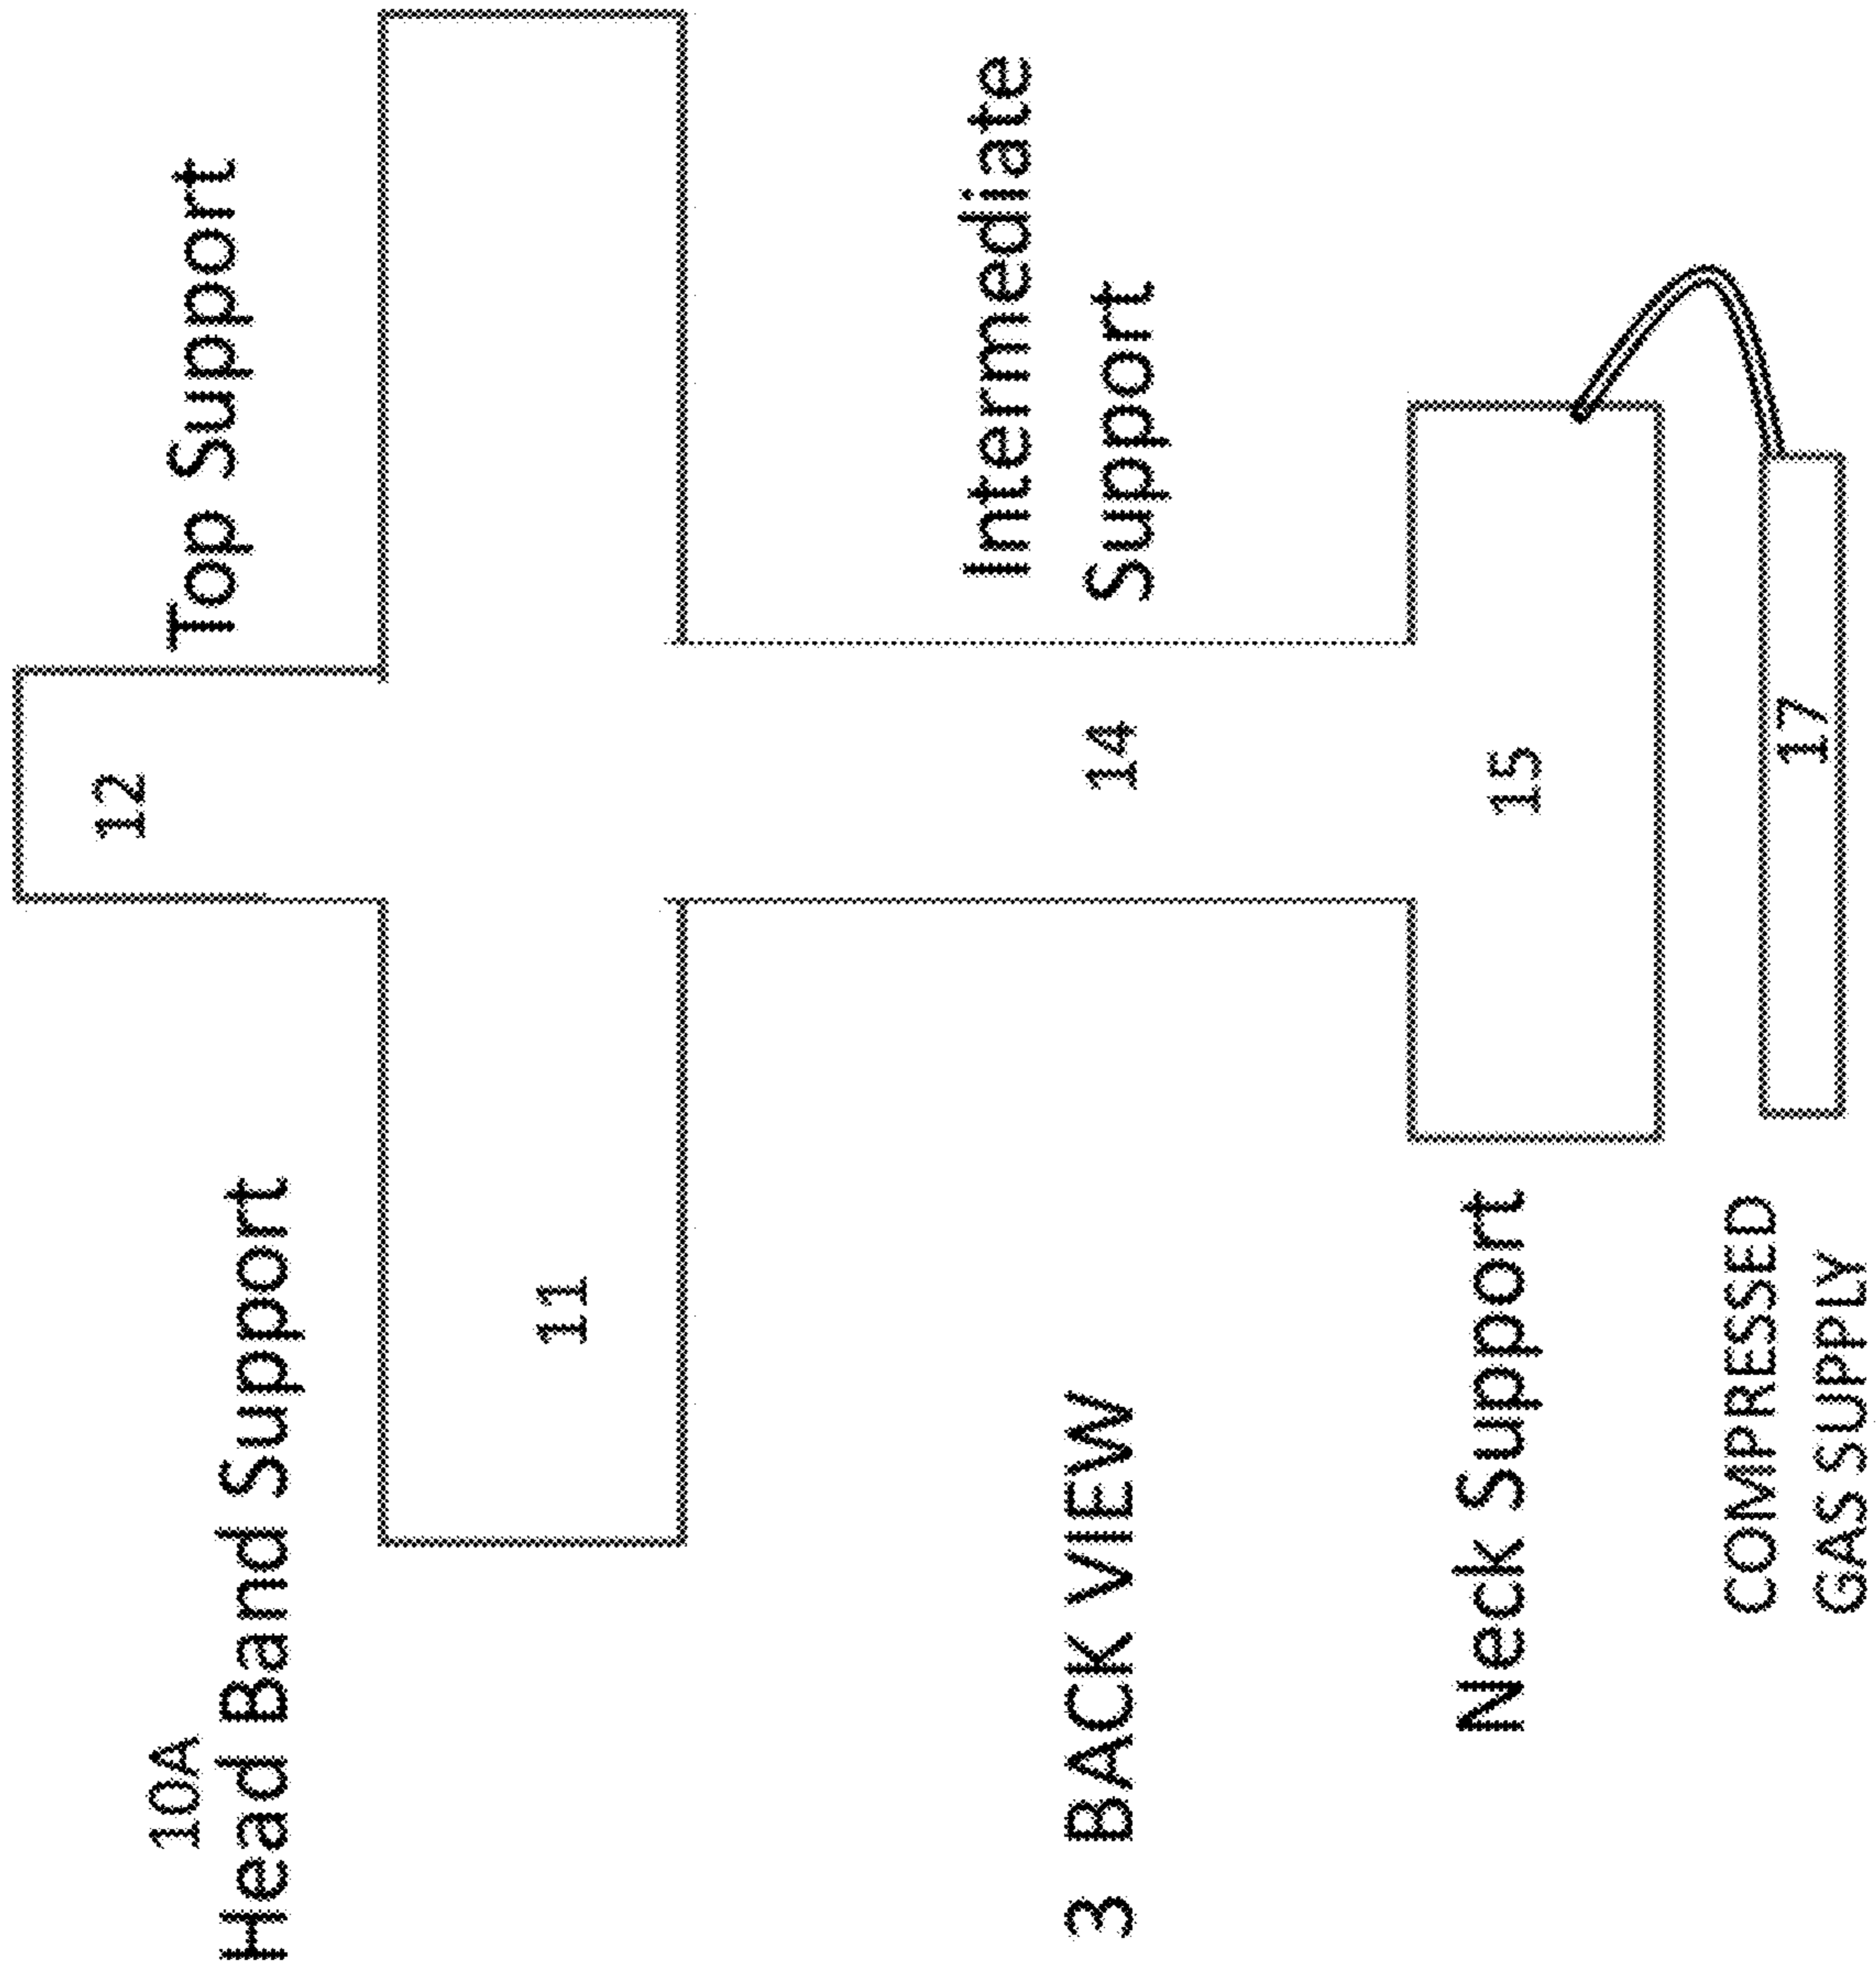 12
10A
Top Support
Head Band Support
11
Intermediate
Support
14
3 BACK VIEW
15
Neck Support
17
COMPRESSED
GAS SUPPLY